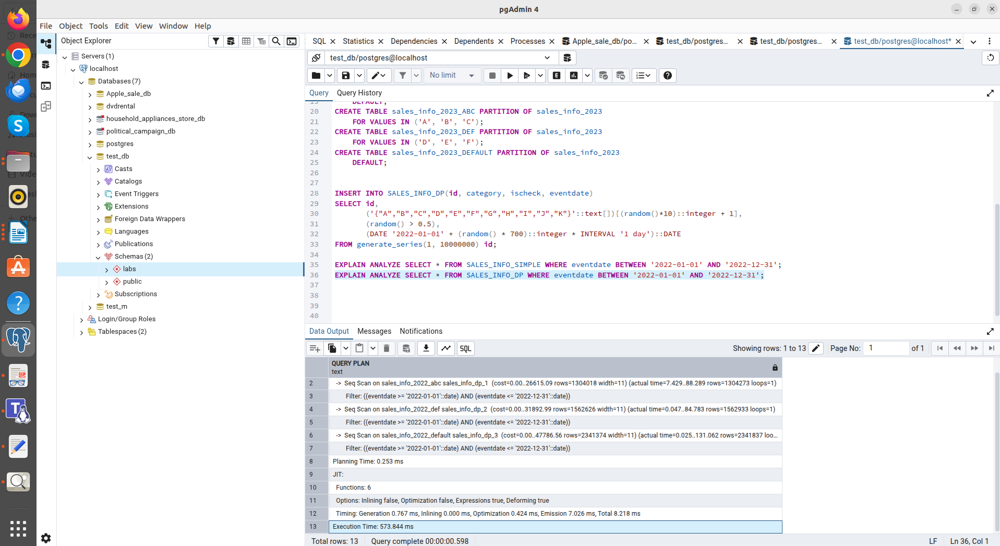 pgAdmin 4
File Object Tools Edit View Window Help
Object Explorer
SQL Statistics Dependencies Dependents Processes Apple_sale_db/po... test_db/postgres... test_db/postgres... test_db/postgres@localhost*
test_db/postgres@localhost
No limit
E
Query Query History
Servers (1)
localhost
Databases (7)
Apple_sale_db
dvdrental
household_appliances_store_db
political_campaign_db
postgres
test_db
Casts
Catalogs
Event Triggers
Extensions
Foreign Data Wrappers
Languages
Publications
Schemas (2)
labs
public
Subscriptions
test_m
Login/Group Roles
Tablespaces (2)
19 DEFAULT;
20 CREATE TABLE sales_info_2023_ABC PARTITION OF sales_info_2023
21 FOR VALUES IN ('A', 'B', 'C');
22 CREATE TABLE sales_info_2023_DEF PARTITION OF sales_info_2023
23 FOR VALUES IN ('D', 'E', 'F');
24 CREATE TABLE sales_info_2023_DEFAULT PARTITION OF sales_info_2023
25 DEFAULT;
26
27
28 INSERT INTO SALES_INFO_DP(id, category, ischeck, eventdate)
29 SELECT id,
30 ('{"A","B","C","D","E","F","G","H","I","J","K"}'::text[])[(random()*10)::integer + 1],
31 (random() > 0.5),
32 (DATE '2022-01-01' + (random() * 700)::integer * INTERVAL '1 day')::DATE
33 FROM generate_series(1, 10000000) id;
34
35 EXPLAIN ANALYZE SELECT * FROM SALES_INFO_SIMPLE WHERE eventdate BETWEEN '2022-01-01' AND '2022-12-31';
36 EXPLAIN ANALYZE SELECT * FROM SALES_INFO_DP WHERE eventdate BETWEEN '2022-01-01' AND '2022-12-31';
37
38
39
40
Data Output Messages Notifications
SQL Showing rows: 1 to 13 Page No: 1 of 1
QUERY PLAN
text
2 -> Seq Scan on sales_info_2022_abc sales_info_dp_1 (cost=0.00..26615.09 rows=1304018 width=11) (actual time=7.429..88.289 rows=1304273 loops=1)
3 Filter: ((eventdate >= '2022-01-01'::date) AND (eventdate <= '2022-12-31'::date))
4 -> Seq Scan on sales_info_2022_def sales_info_dp_2 (cost=0.00..31892.99 rows=1562626 width=11) (actual time=0.047..84.783 rows=1562933 loops=1)
5 Filter: ((eventdate >= '2022-01-01'::date) AND (eventdate <= '2022-12-31'::date))
6 -> Seq Scan on sales_info_2022_default sales_info_dp_3 (cost=0.00..47786.56 rows=2341374 width=11) (actual time=0.025..131.062 rows=2341837 loo...
7 Filter: ((eventdate >= '2022-01-01'::date) AND (eventdate <= '2022-12-31'::date))
8 Planning Time: 0.253 ms
9 JIT:
10 Functions: 6
11 Options: Inlining false, Optimization false, Expressions true, Deforming true
12 Timing: Generation 0.767 ms, Inlining 0.000 ms, Optimization 0.424 ms, Emission 7.026 ms, Total 8.218 ms
13 Execution Time: 573.844 ms
Total rows: 13 Query complete 00:00:00.598 LF Ln 36, Col 1